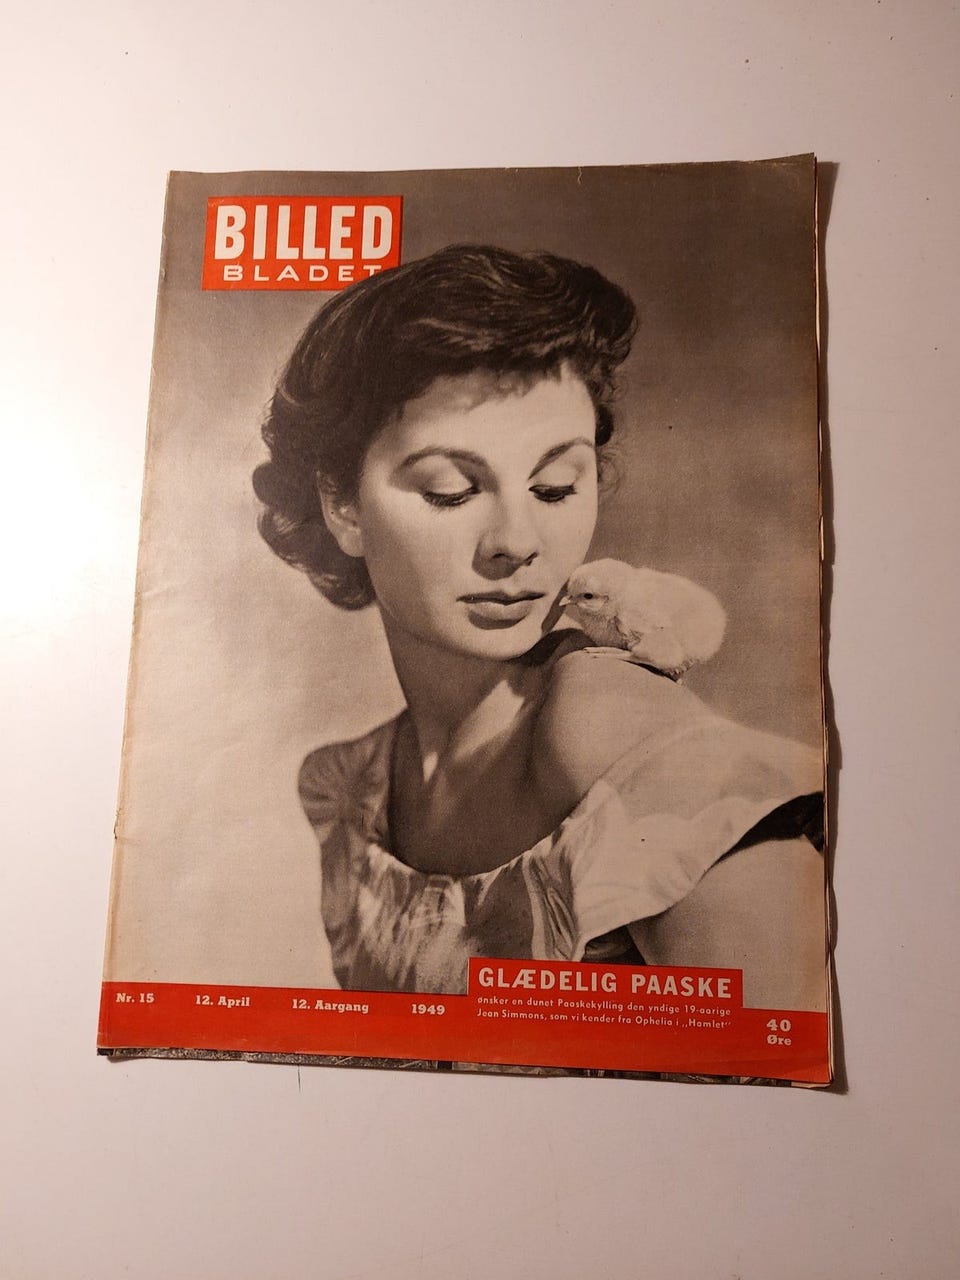 BILLED
BLADET
GLÆDELIG PAASKE
ønsker en dunet Paaskekylling den yndige 19-aarige
Jean Simmons, som vi kender fra Ophelia i „Hamlet"
Nr. 15 12. April 12. Aargang 1949
40
Øre